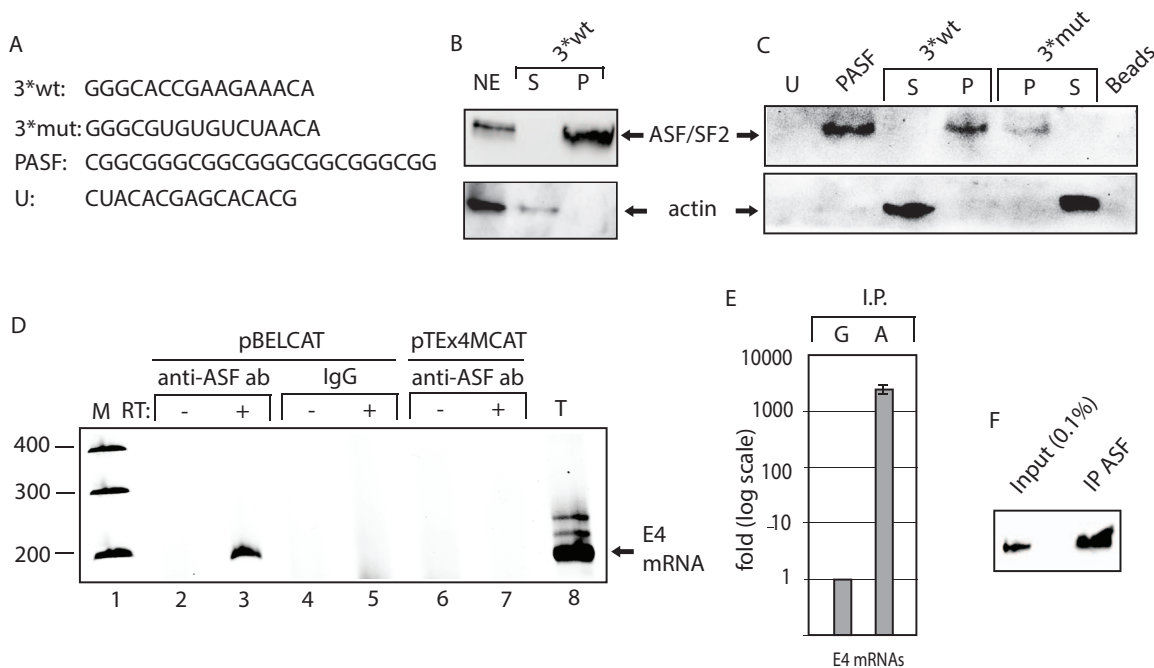 A
3*wt: GGGCACCGAAGAAACA
3*mut: GGGCGUGUGUCUAACA
PASF: CGGCGGGCGGCGGGCGGCGGGCGG
U: CUACACGAGCACACG
B
3*wt
NE S P
ASF/SF2
actin
C
3*wt 3*mut
U PASF S P P S Beads
D
pBELCAT pTEx4MCAT
anti-ASF ab IgG anti-ASF ab
M RT: - + - + - + T
400
300
200
E4
mRNA
1 2 3 4 5 6 7 8
E
I.P.
G A
10000
1000
100
10
1
fold (log scale)
E4 mRNAs
F
Input (0.1%) IP ASF